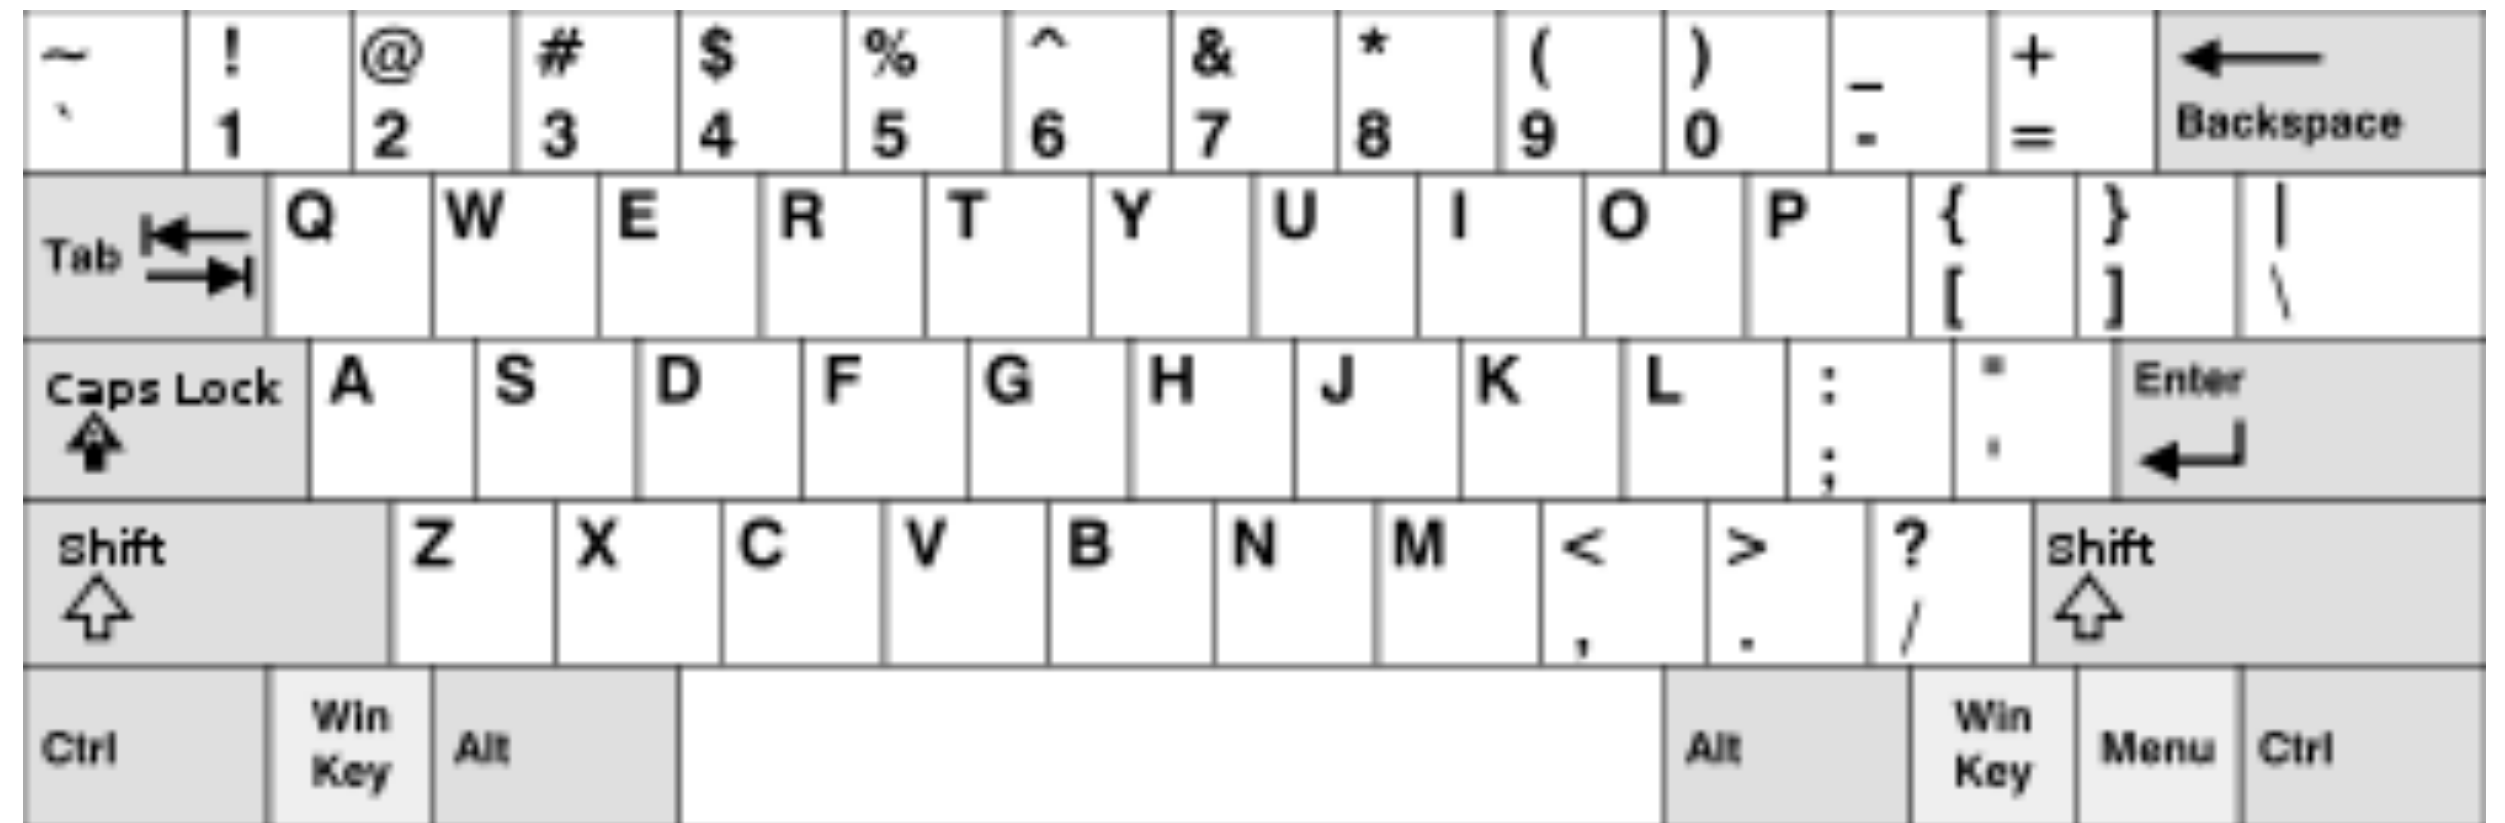 ~ ! @ # $ % ^ & * ( ) _ +
` 1 2 3 4 5 6 7 8 9 0 - = Backspace
Tab Q W E R T Y U I O P { } |
[ ] \
Caps Lock A S D F G H J K L : " Enter
; '
Shift Z X C V B N M < > ? Shift
, . /
Ctrl Win Key Alt Alt Win Key Menu Ctrl